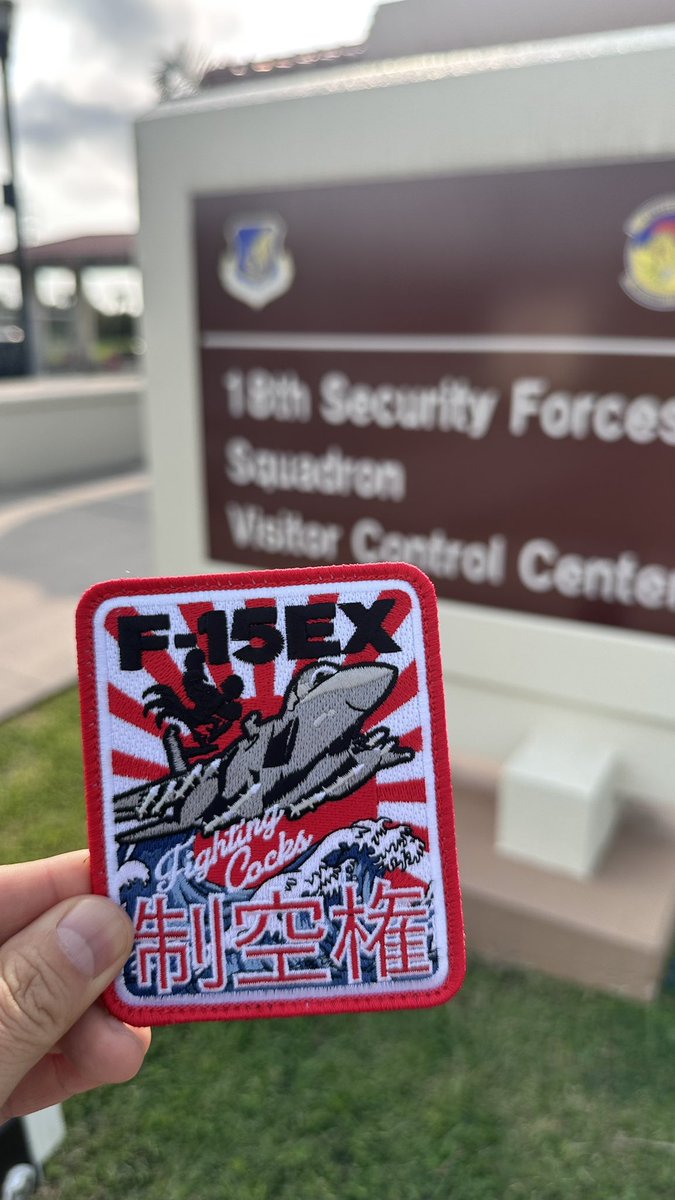 18th Security Forces
Squadron
Visitor Control Center
F-15EX
Fighting
Cocks
制空権